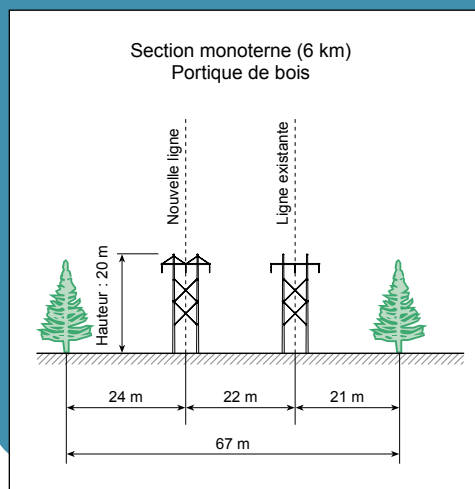 Section monoterne (6 km)
Portique de bois
Nouvelle ligne
Ligne existante
Hauteur : 20 m
24 m
22 m
21 m
67 m